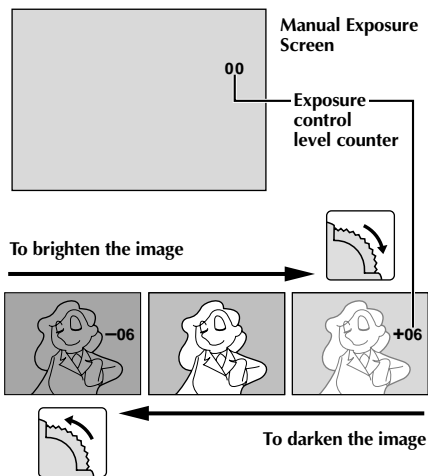 Manual Exposure
Screen
00
Exposure
control
level counter
To brighten the image
–06
+06
To darken the image